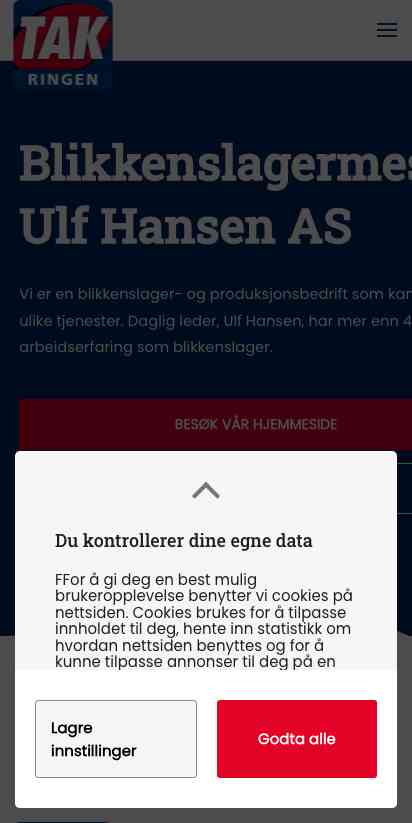 TAK
RINGEN
Blikkenslagermes
Ulf Hansen AS
Vi er en blikkenslager- og produksjonsbedrift som kan
ulike tjenester. Daglig leder, Ulf Hansen, har mer enn 4
arbeidserfaring som blikkenslager.
BESØK VÅR HJEMMESIDE
Du kontrollerer dine egne data
FFor å gi deg en best mulig
brukeropplevelse benytter vi cookies på
nettsiden. Cookies brukes for å tilpasse
innholdet til deg, hente inn statistikk om
hvordan nettsiden benyttes og for å
kunne tilpasse annonser til deg på en
Lagre
innstillinger
Godta alle